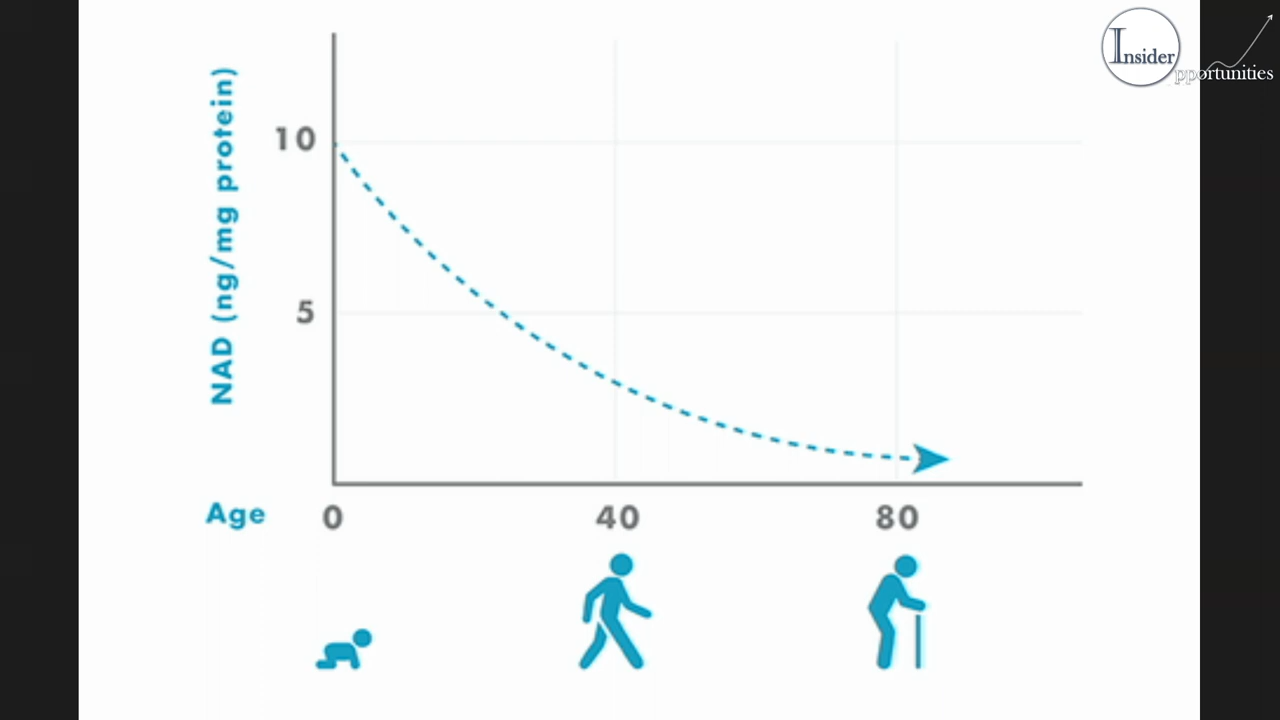 Insider
pportunities
NAD (ng/mg protein)
10
5
Age 0 40 80